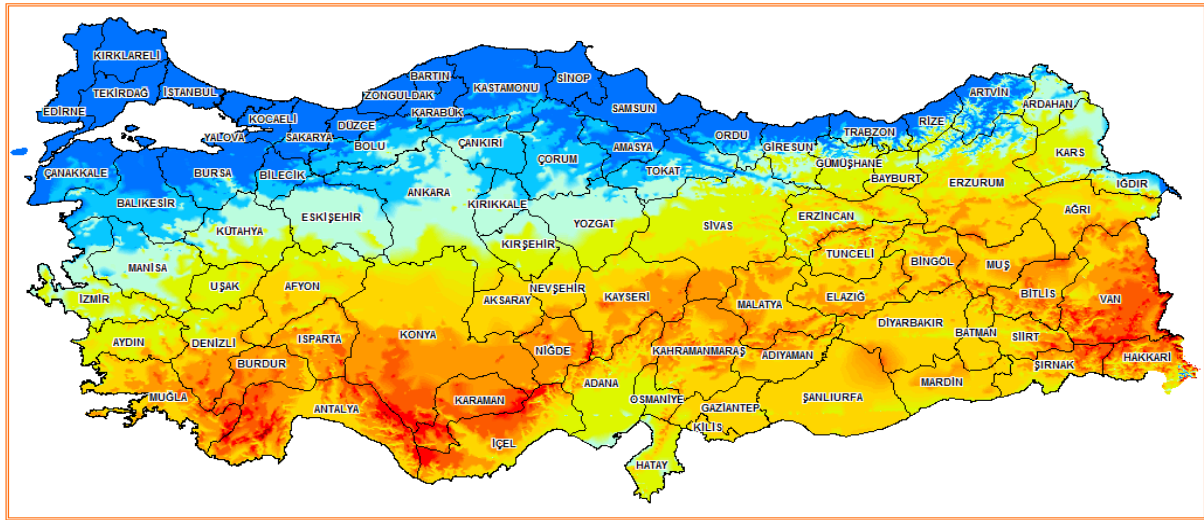 KIRKLARELİ
TEKİRDAĞ
İSTANBUL
EDİRNE
KOCAELİ
YALOVA
SAKARYA
DÜZCE
ZONGULDAK
BARTIN
KARABÜK
KASTAMONU
SİNOP
SAMSUN
BOLU
ÇANKIRI
ÇORUM
AMASYA
ORDU
GİRESUN
TRABZON
RİZE
ARTVİN
ARDAHAN
KARS
GÜMÜŞHANE
BAYBURT
ERZURUM
IĞDIR
AĞRI
ÇANAKKALE
BURSA
BİLECİK
BALIKESİR
ESKİŞEHİR
ANKARA
KIRIKKALE
TOKAT
KÜTAHYA
KIRŞEHİR
YOZGAT
SİVAS
ERZİNCAN
TUNCELİ
BİNGÖL
MUŞ
MANİSA
UŞAK
AFYON
AKSARAY
NEVŞEHİR
KAYSERİ
MALATYA
ELAZIĞ
BİTLİS
VAN
İZMİR
AYDIN
DENİZLİ
ISPARTA
KONYA
NİĞDE
KAHRAMANMARAŞ
ADIYAMAN
DİYARBAKIR
BATMAN
SİİRT
ŞIRNAK
HAKKARİ
BURDUR
MUĞLA
ANTALYA
KARAMAN
ADANA
OSMANİYE
GAZİANTEP
ŞANLIURFA
MARDİN
İÇEL
KİLİS
HATAY